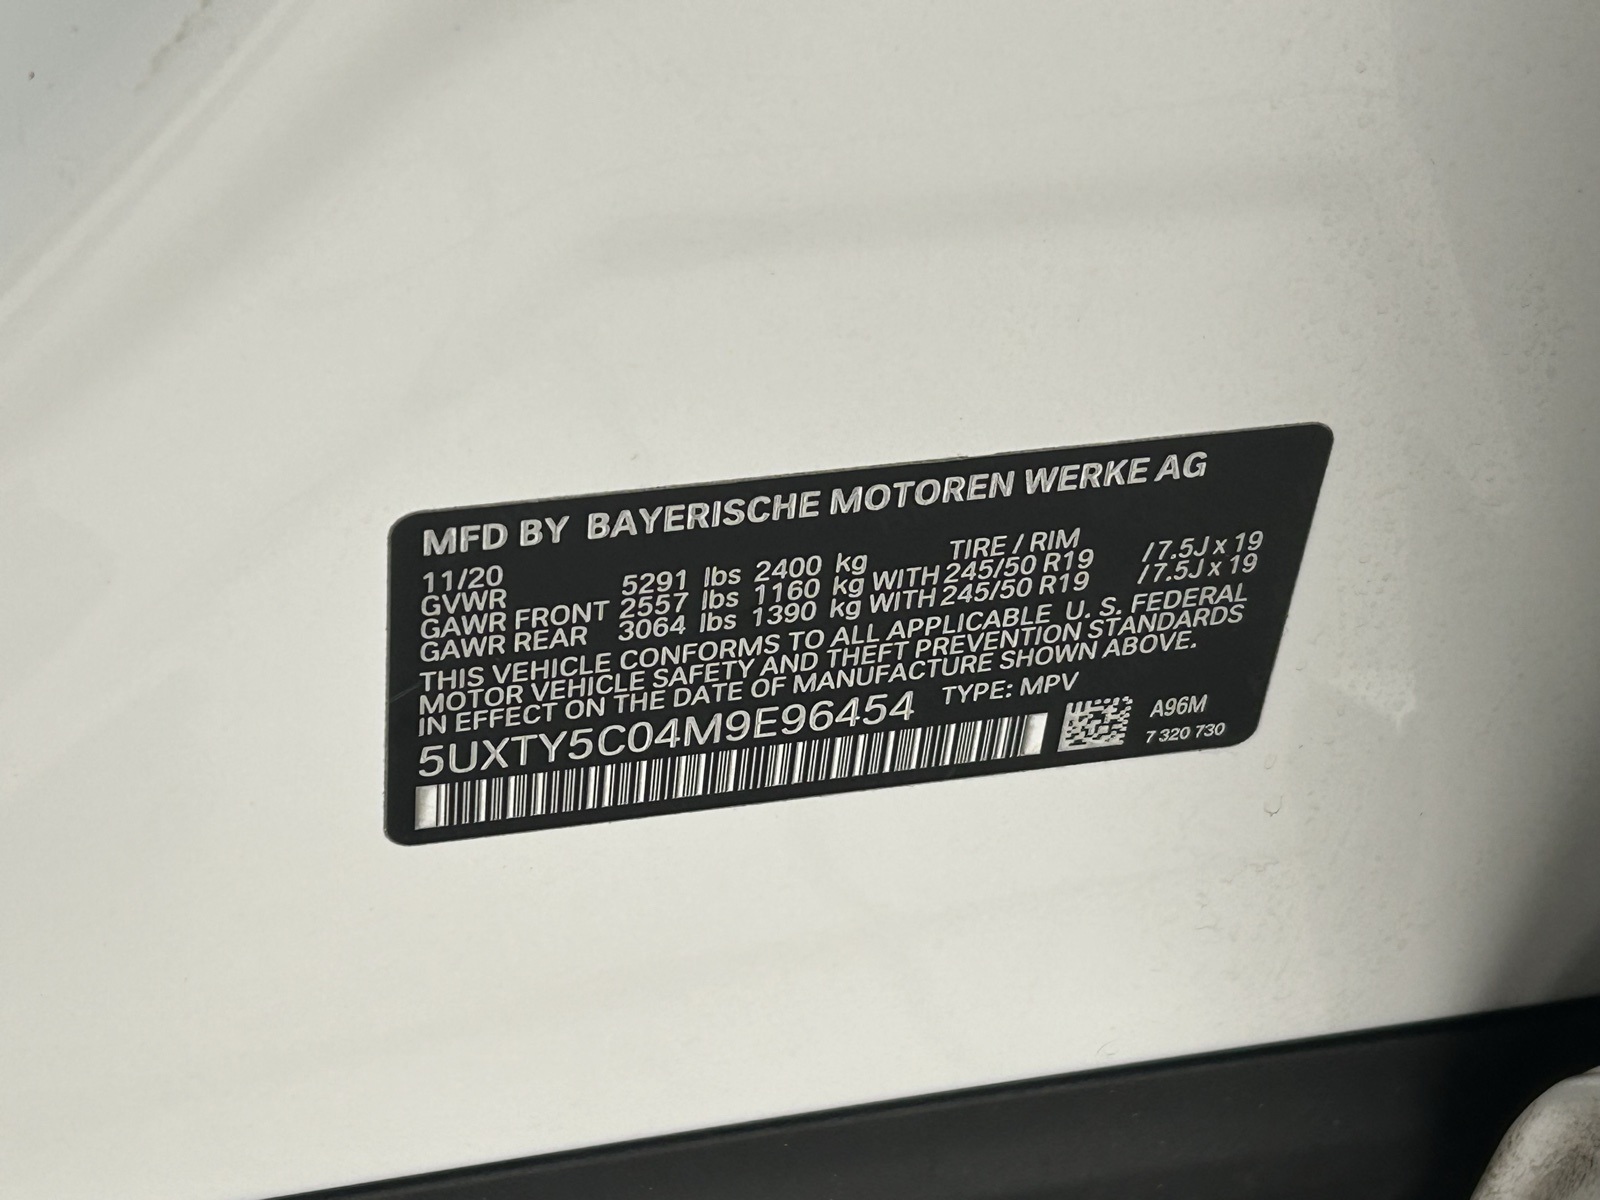 MFD BY BAYERISCHE MOTOREN WERKE AG
11/20 TIRE / RIM
GVWR 5291 lbs 2400 kg
GAWR FRONT 2557 lbs 1160 kg WITH 245/50 R19 / 7.5J x 19
GAWR REAR 3064 lbs 1390 kg WITH 245/50 R19 / 7.5J x 19
THIS VEHICLE CONFORMS TO ALL APPLICABLE U. S. FEDERAL
MOTOR VEHICLE SAFETY AND THEFT PREVENTION STANDARDS
IN EFFECT ON THE DATE OF MANUFACTURE SHOWN ABOVE.
5UXTY5C04M9E96454 TYPE: MPV
A96M
7 320 730